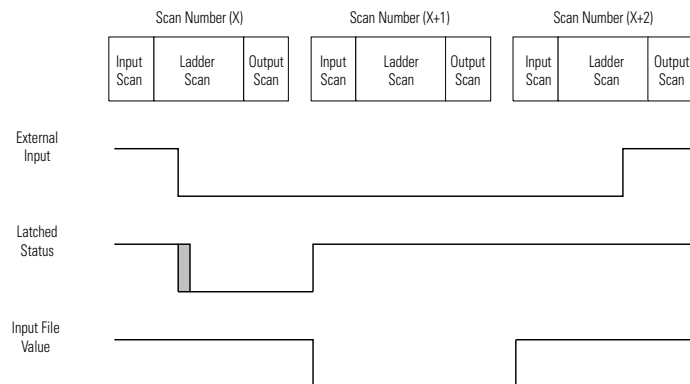 Scan Number (X)
Scan Number (X+1)
Scan Number (X+2)
Input
Scan
Ladder
Scan
Output
Scan
Input
Scan
Ladder
Scan
Output
Scan
Input
Scan
Ladder
Scan
Output
Scan
External
Input
Latched
Status
Input File
Value